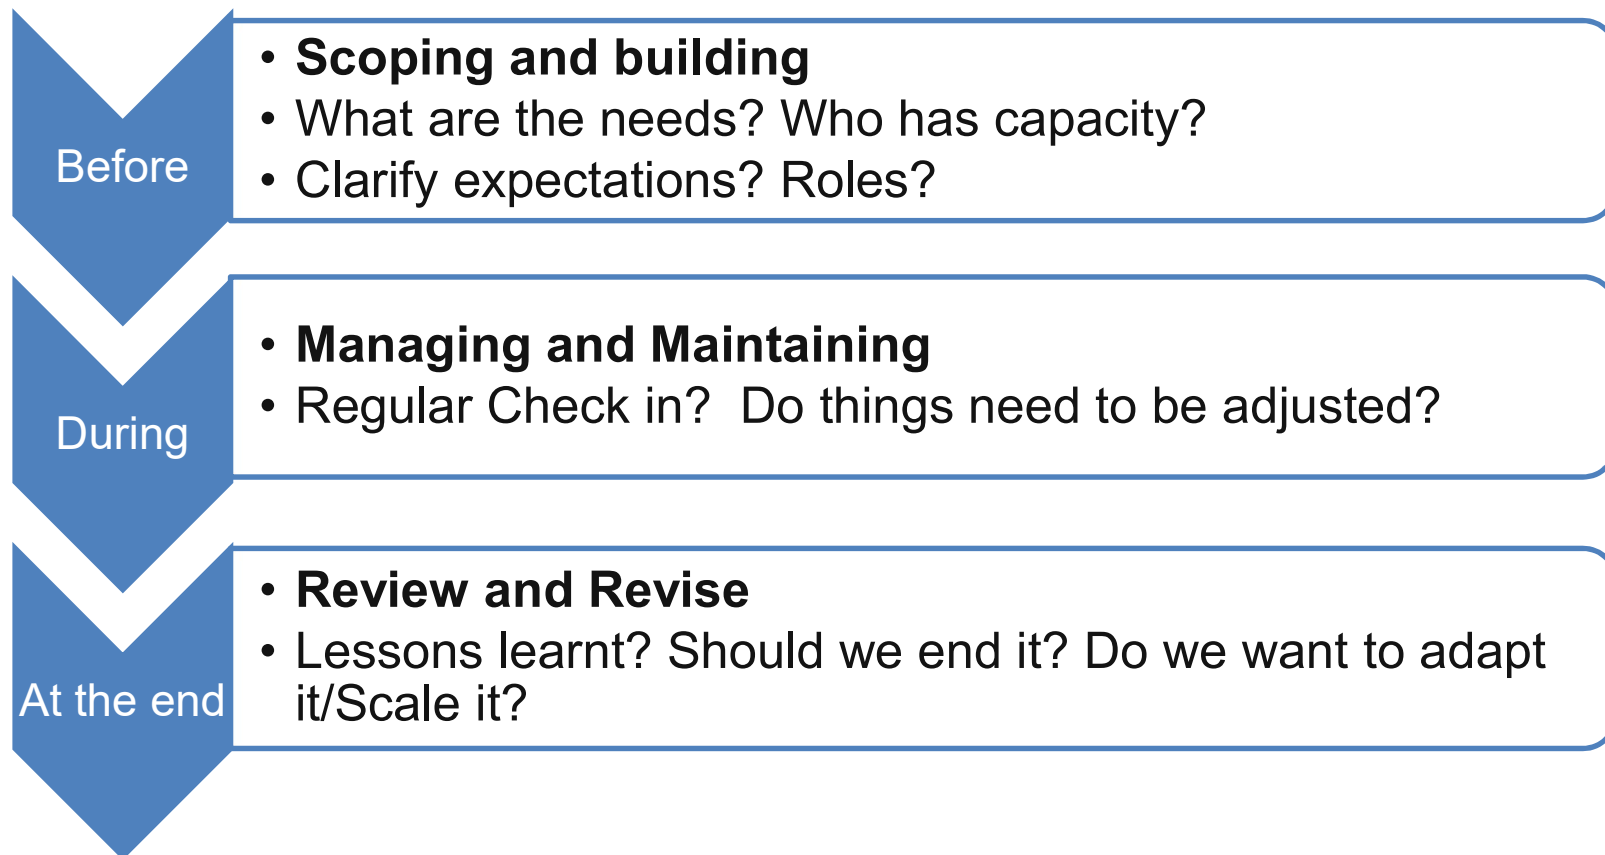 Before
• Scoping and building
• What are the needs? Who has capacity?
• Clarify expectations? Roles?
During
• Managing and Maintaining
• Regular Check in?  Do things need to be adjusted?
At the end
• Review and Revise
• Lessons learnt? Should we end it? Do we want to adapt
it/Scale it?